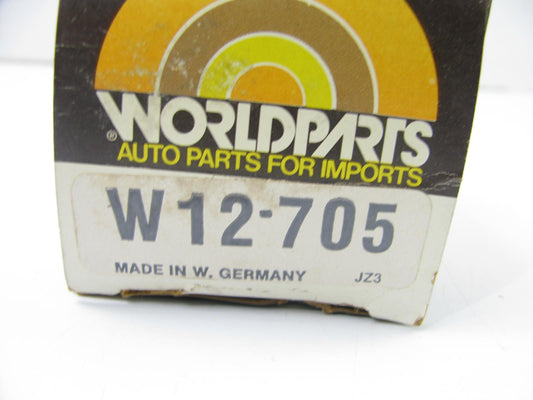 ® WORLDPARTS
AUTO PARTS FOR IMPORTS
W12-705
MADE IN W. GERMANY JZ3